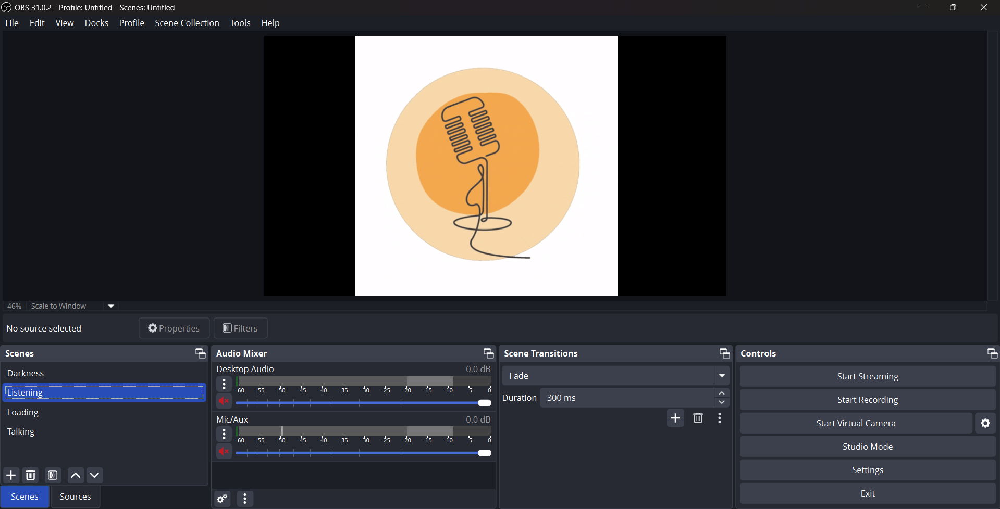 OBS 31.0.2 - Profile: Untitled - Scenes: Untitled
File Edit View Docks Profile Scene Collection Tools Help
46% Scale to Window
No source selected Properties Filters
Scenes
Darkness
Listening
Loading
Talking
Scenes Sources
Audio Mixer
Desktop Audio 0.0 dB
-60 -55 -50 -45 -40 -35 -30 -25 -20 -15 -10 -5 0
Mic/Aux 0.0 dB
-60 -55 -50 -45 -40 -35 -30 -25 -20 -15 -10 -5 0
Scene Transitions
Fade
Duration 300 ms
Controls
Start Streaming
Start Recording
Start Virtual Camera
Studio Mode
Settings
Exit